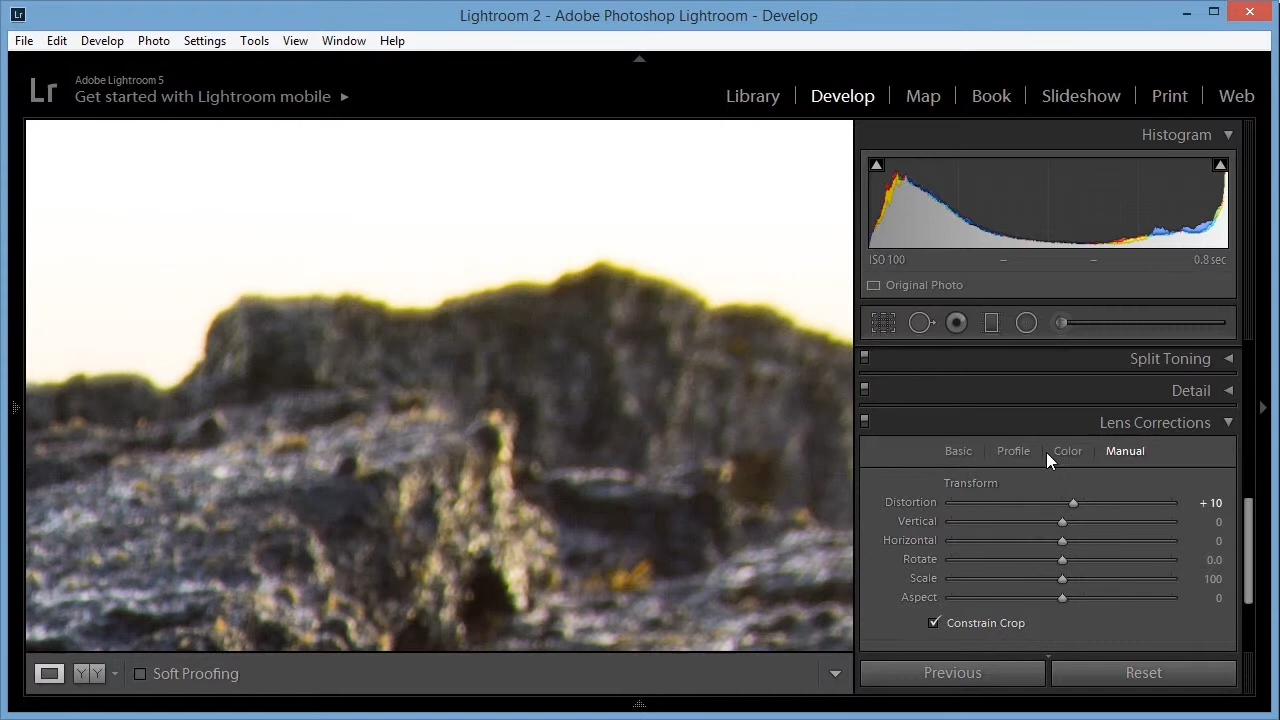 Lr Lightroom 2 - Adobe Photoshop Lightroom - Develop
File Edit Develop Photo Settings Tools View Window Help
Lr Adobe Lightroom 5
Get started with Lightroom mobile
Library Develop Map Book Slideshow Print Web
Histogram
ISO 100 – – 0.8 sec
Original Photo
Split Toning
Detail
Lens Corrections
Basic Profile Color Manual
Transform
Distortion + 10
Vertical 0
Horizontal 0
Rotate 0.0
Scale 100
Aspect 0
Constrain Crop
YY Soft Proofing
Previous Reset